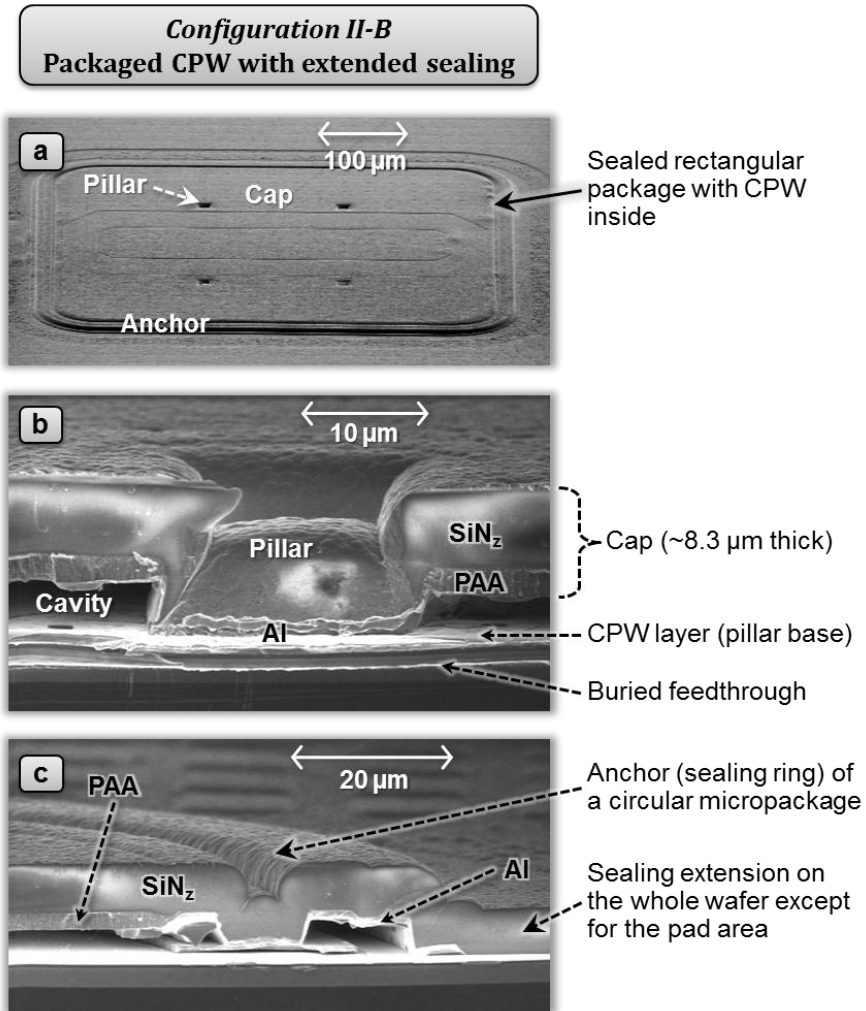 Configuration II-B
Packaged CPW with extended sealing
a
100 µm
Pillar
Cap
Anchor
Sealed rectangular
package with CPW
inside
b
10 µm
Pillar
SiNz
PAA
Cavity
Al
Cap (~8.3 µm thick)
CPW layer (pillar base)
Buried feedthrough
c
20 µm
PAA
SiNz
Al
Anchor (sealing ring) of
a circular micropackage
Sealing extension on
the whole wafer except
for the pad area